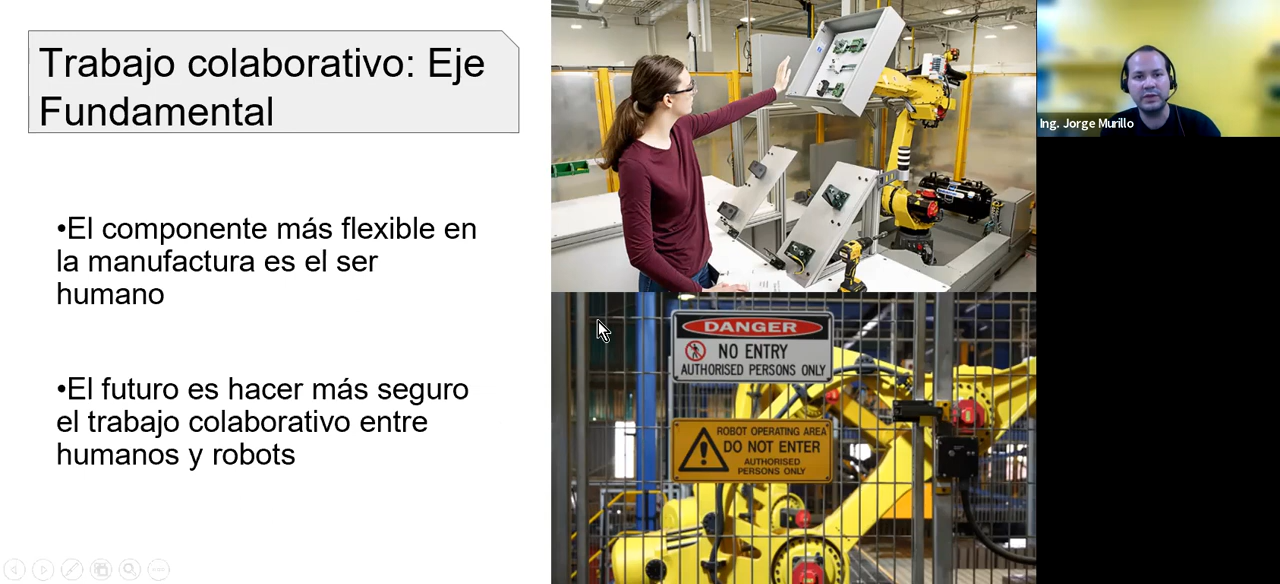 Trabajo colaborativo: Eje
Fundamental
•El componente más flexible en
la manufactura es el ser
humano
•El futuro es hacer más seguro
el trabajo colaborativo entre
humanos y robots
DANGER
NO ENTRY
AUTHORISED PERSONS ONLY
ROBOT OPERATING AREA
DO NOT ENTER
AUTHORISED
PERSONS ONLY
Ing. Jorge Murillo